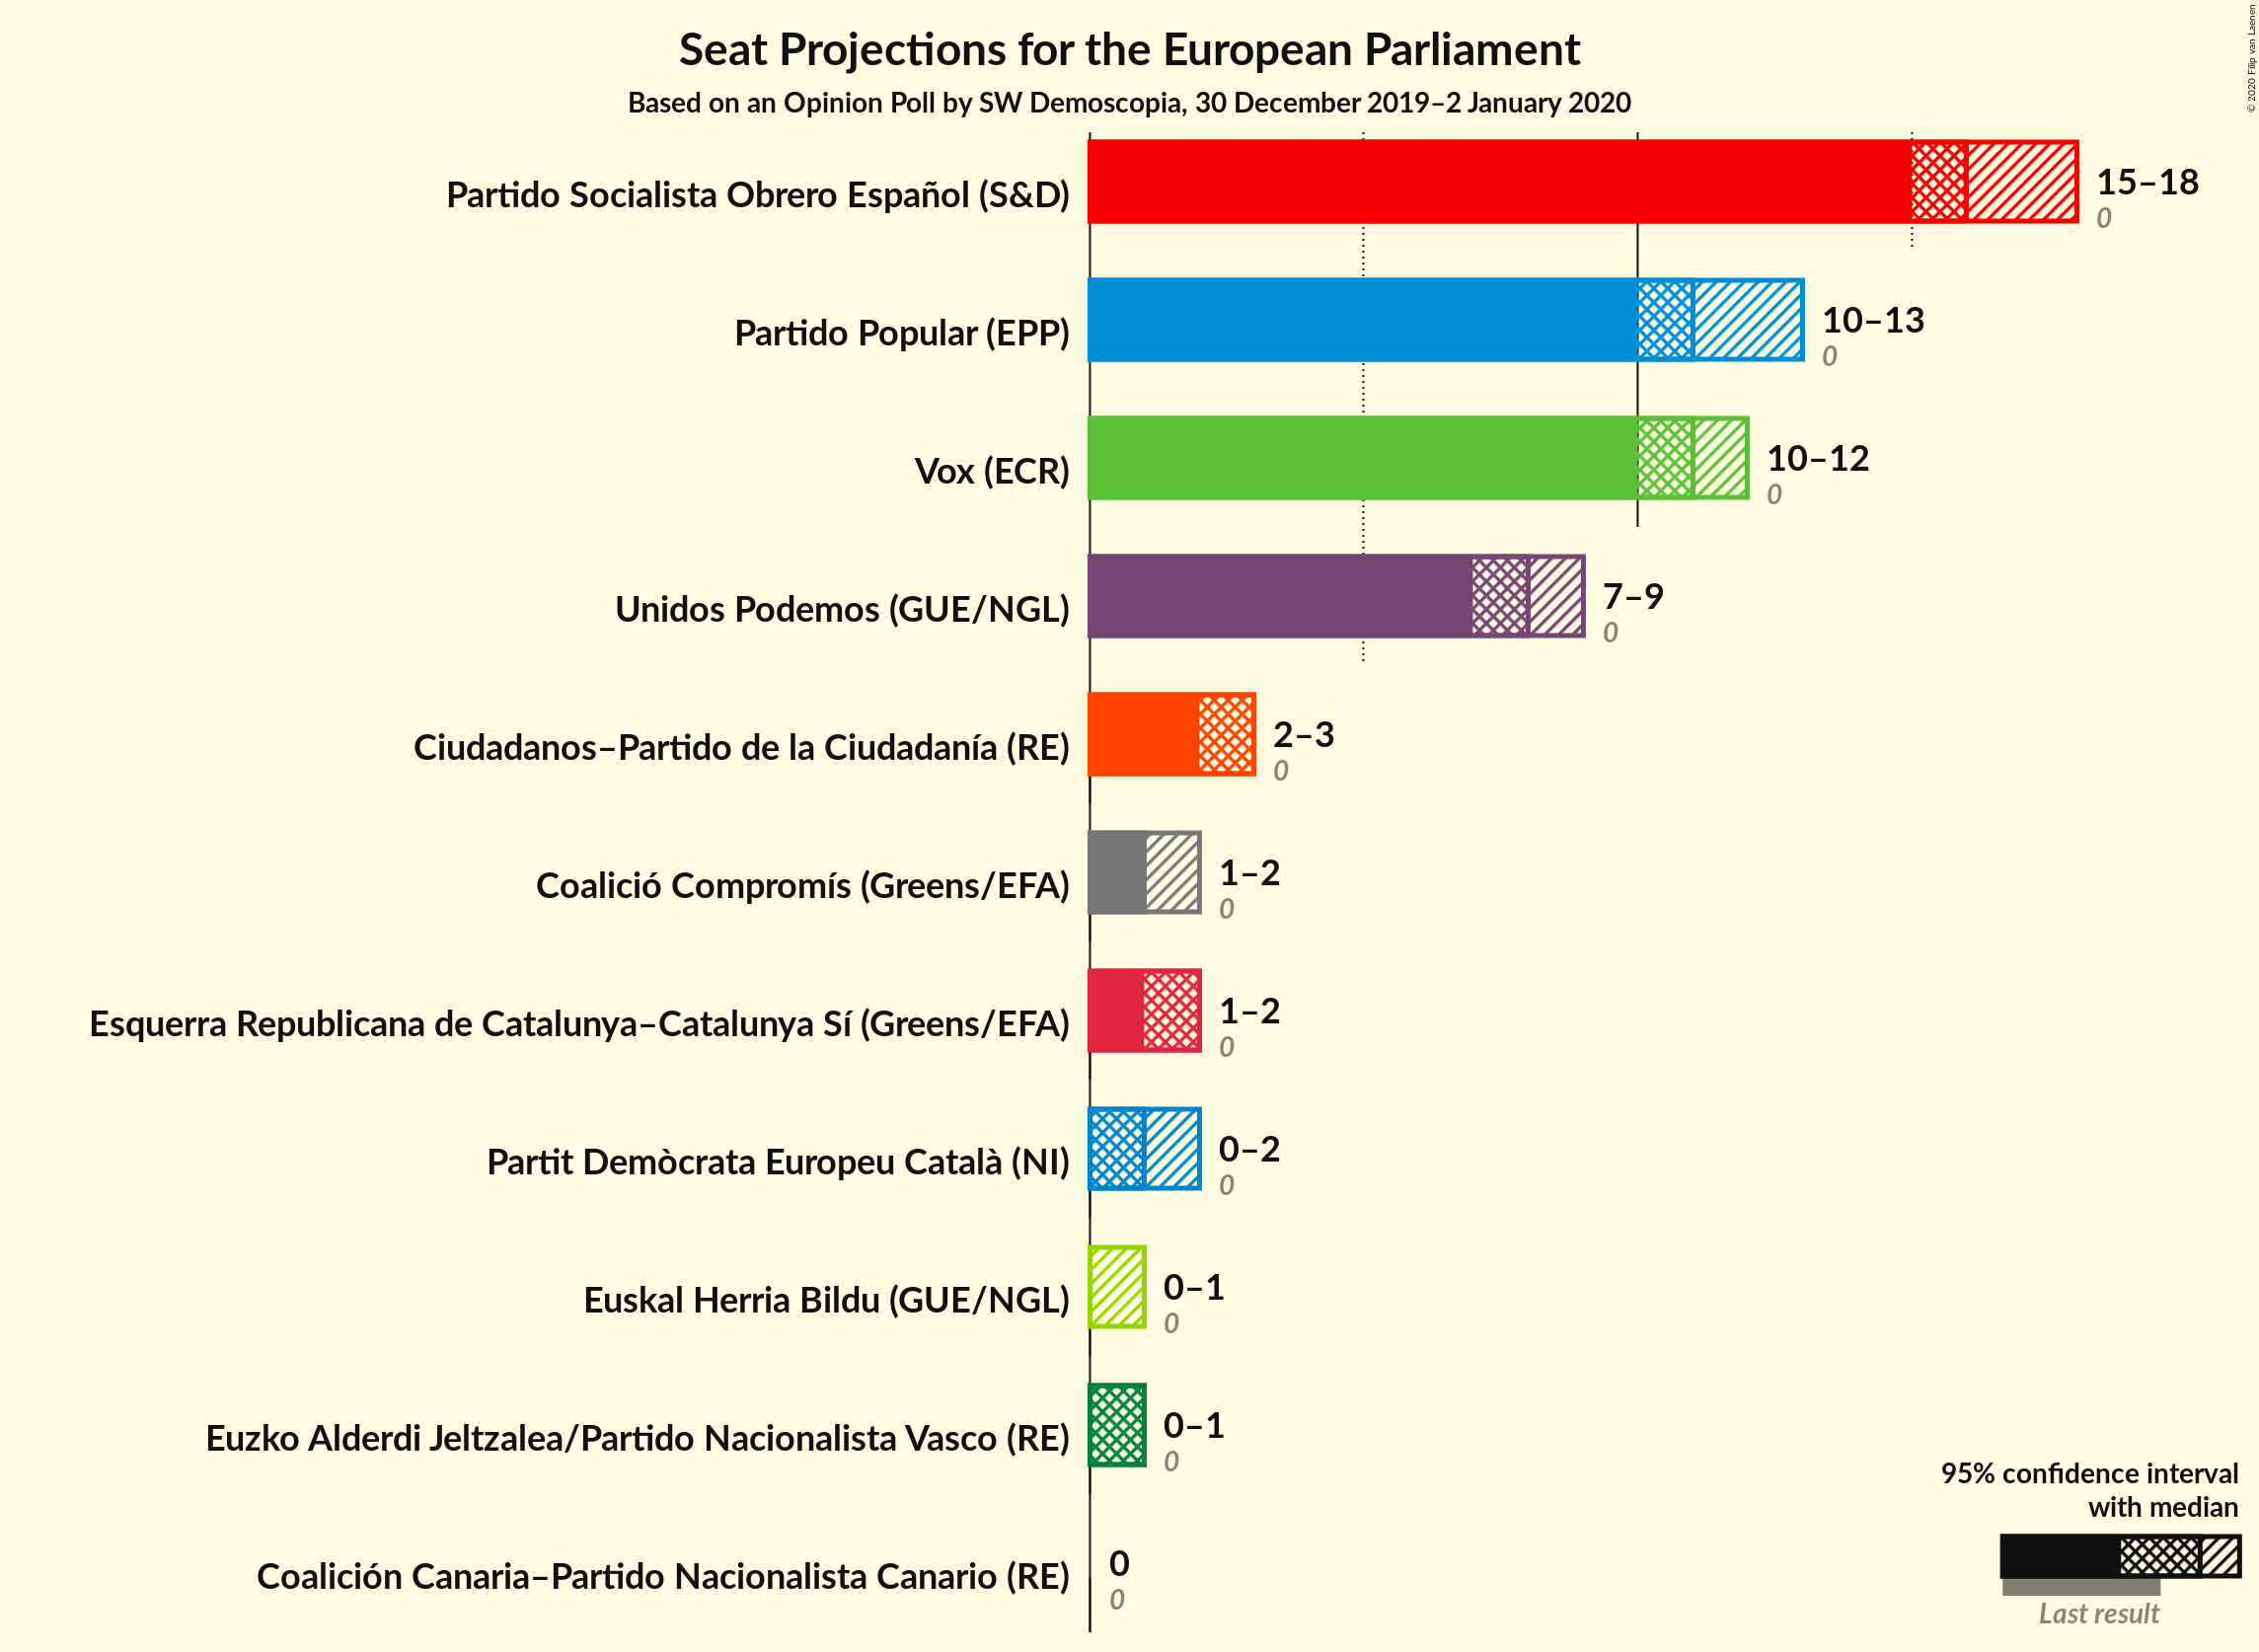 Seat Projections for the European Parliament
Based on an Opinion Poll by SW Demoscopia, 30 December 2019–2 January 2020
© 2020 Filip van Laenen
Partido Socialista Obrero Español (S&D)
15–18
0
Partido Popular (EPP)
10–13
0
Vox (ECR)
10–12
0
Unidos Podemos (GUE/NGL)
7–9
0
Ciudadanos–Partido de la Ciudadanía (RE)
2–3
0
Coalició Compromís (Greens/EFA)
1–2
0
Esquerra Republicana de Catalunya–Catalunya Sí (Greens/EFA)
1–2
0
Partit Demòcrata Europeu Català (NI)
0–2
0
Euskal Herria Bildu (GUE/NGL)
0–1
0
Euzko Alderdi Jeltzalea/Partido Nacionalista Vasco (RE)
0–1
0
Coalición Canaria–Partido Nacionalista Canario (RE)
0
0
95% confidence interval
with median
Last result